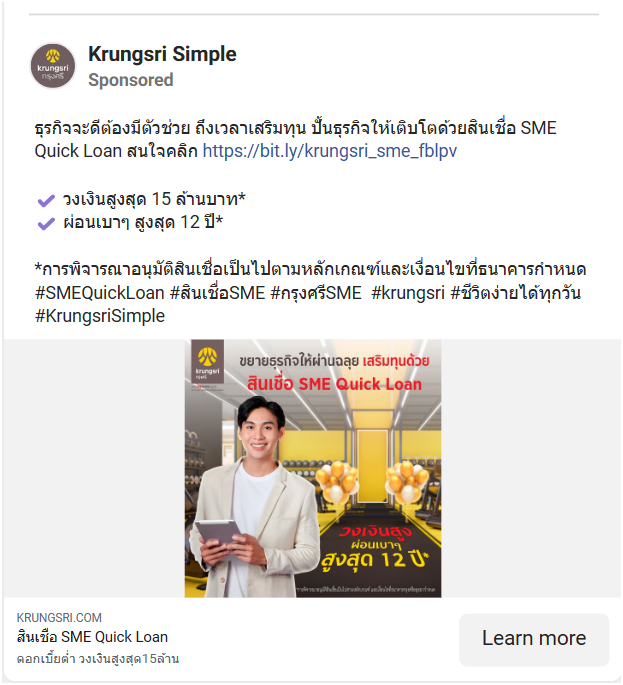 Krungsri Simple
Sponsored
ธุรกิจจะดีต้องมีตัวช่วย ถึงเวลาเสริมทุน ปั้นธุรกิจให้เติบโตด้วยสินเชื่อ SME
Quick Loan สนใจคลิก https://bit.ly/krungsri_sme_fblpv
วงเงินสูงสุด 15 ล้านบาท*
ผ่อนเบาๆ สูงสุด 12 ปี*
*การพิจารณาอนุมัติสินเชื่อเป็นไปตามหลักเกณฑ์และเงื่อนไขที่ธนาคารกำหนด
#SMEQuickLoan #สินเชื่อSME #กรุงศรีSME #krungsri #ชีวิตง่ายได้ทุกวัน
#KrungsriSimple
krungsri
กรุงศรี
ขยายธุรกิจให้ผ่านฉลุย เสริมทุนด้วย
สินเชื่อ SME Quick Loan
วงเงินสูง
ผ่อนเบาๆ
สูงสุด 12 ปี*
KRUNGSRI.COM
สินเชื่อ SME Quick Loan
ดอกเบี้ยต่ำ วงเงินสูงสุด15ล้าน
Learn more